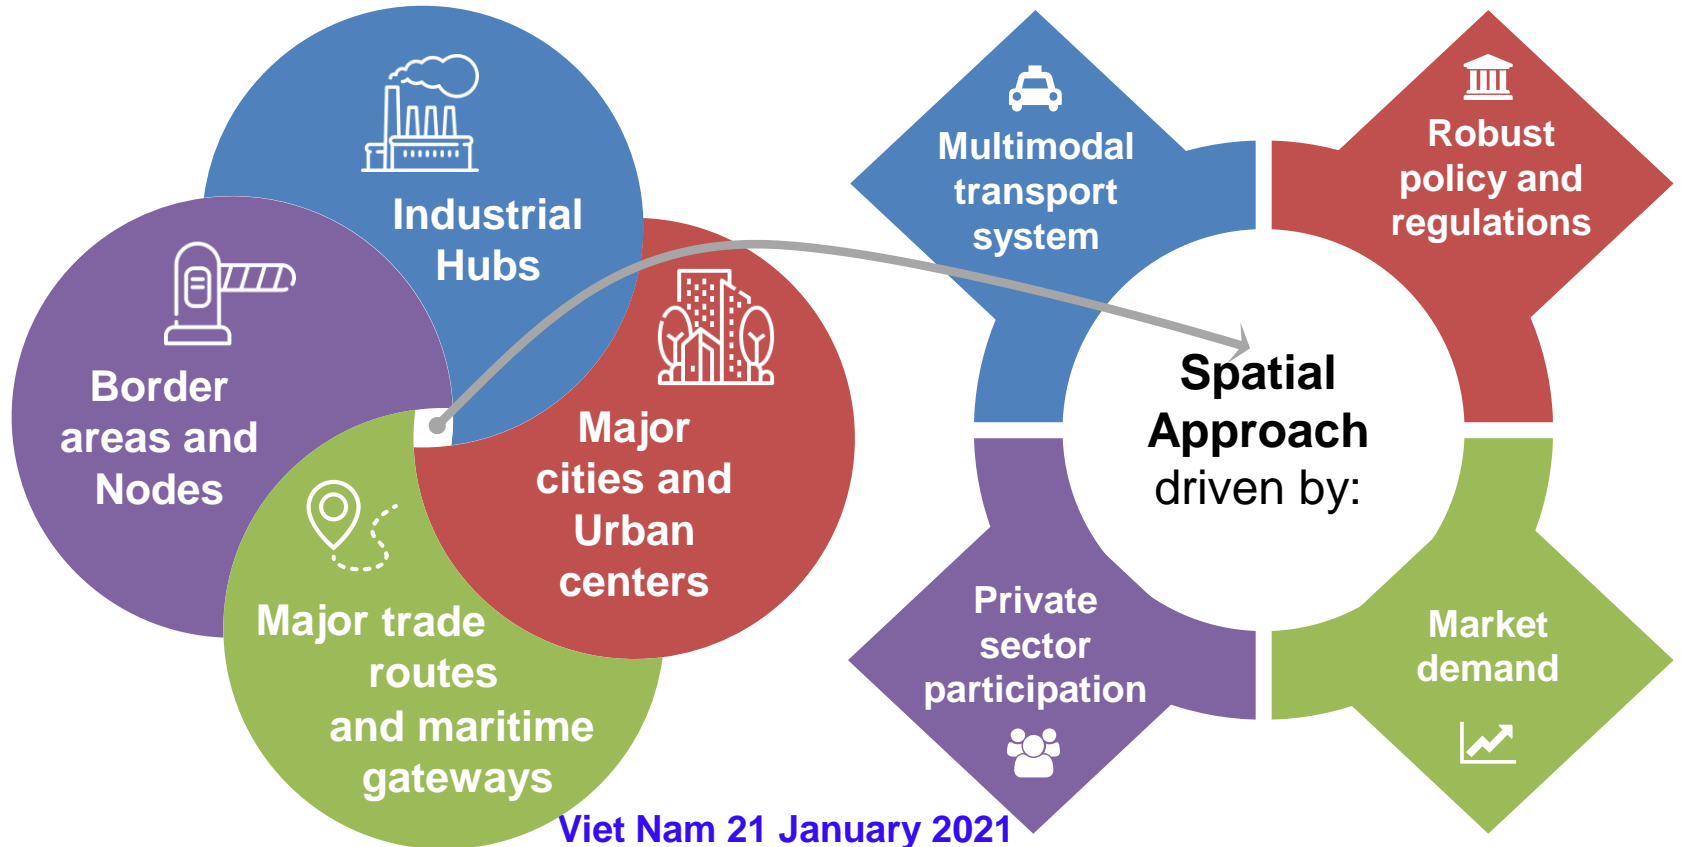 Industrial
Hubs
Border
areas and
Nodes
Major
cities and
Urban
centers
Major trade
routes
and maritime
gateways
Multimodal
transport
system
Robust
policy and
regulations
Spatial
Approach
driven by:
Private
sector
participation
Market
demand
Viet Nam 21 January 2021